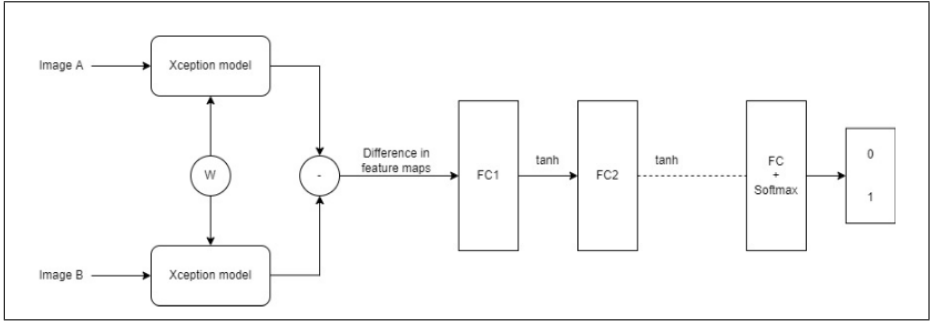 Image A
Xception model
W
Image B
Xception model
-
Difference in
feature maps
FC1
tanh
FC2
tanh
FC
+
Softmax
0
1